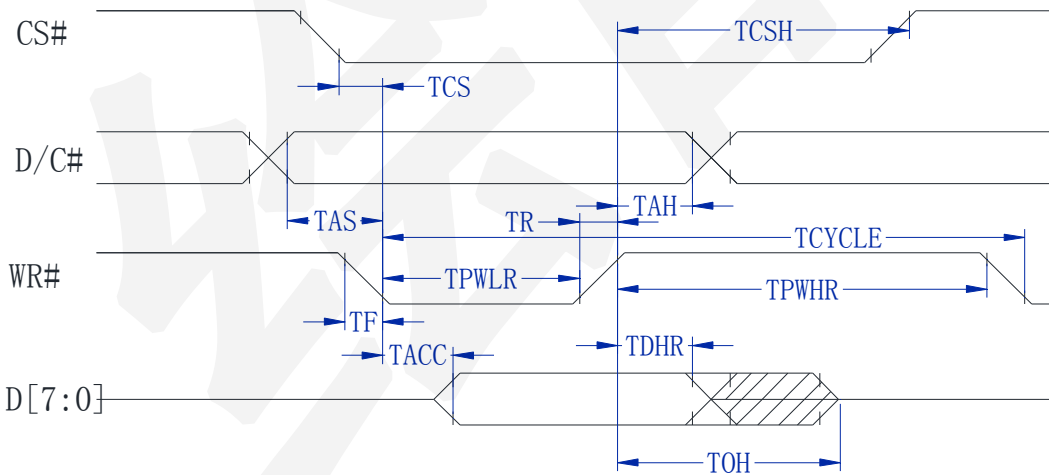 CS#
TCSH
TCS
D/C#
TAS
TR
TAH
TCYCLE
WR#
TPWLR
TPWHR
TF
TACC
TDHR
D[7:0]
TOH